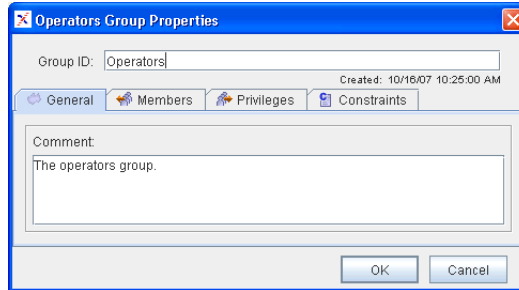 Operators Group Properties
Group ID: Operators
Created: 10/16/07 10:25:00 AM
General Members Privileges Constraints
Comment:
The operators group.
OK Cancel